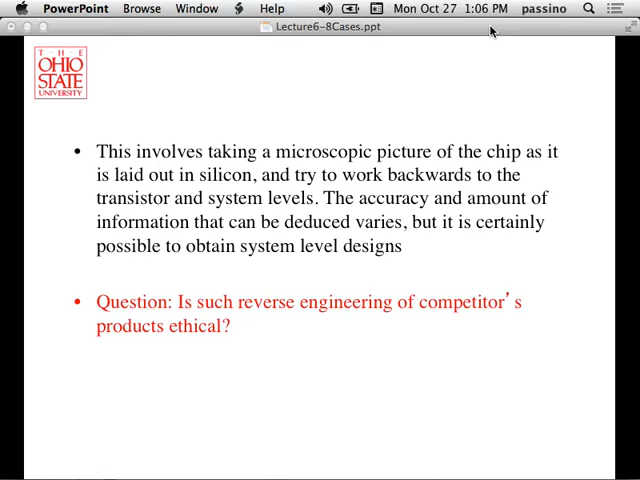 PowerPoint Browse Window Help Mon Oct 27 1:06 PM passino
Lecture6-8Cases.ppt
T · H · E
OHIO
STATE
UNIVERSITY
• This involves taking a microscopic picture of the chip as it
is laid out in silicon, and try to work backwards to the
transistor and system levels. The accuracy and amount of
information that can be deduced varies, but it is certainly
possible to obtain system level designs
• Question: Is such reverse engineering of competitor’s
products ethical?